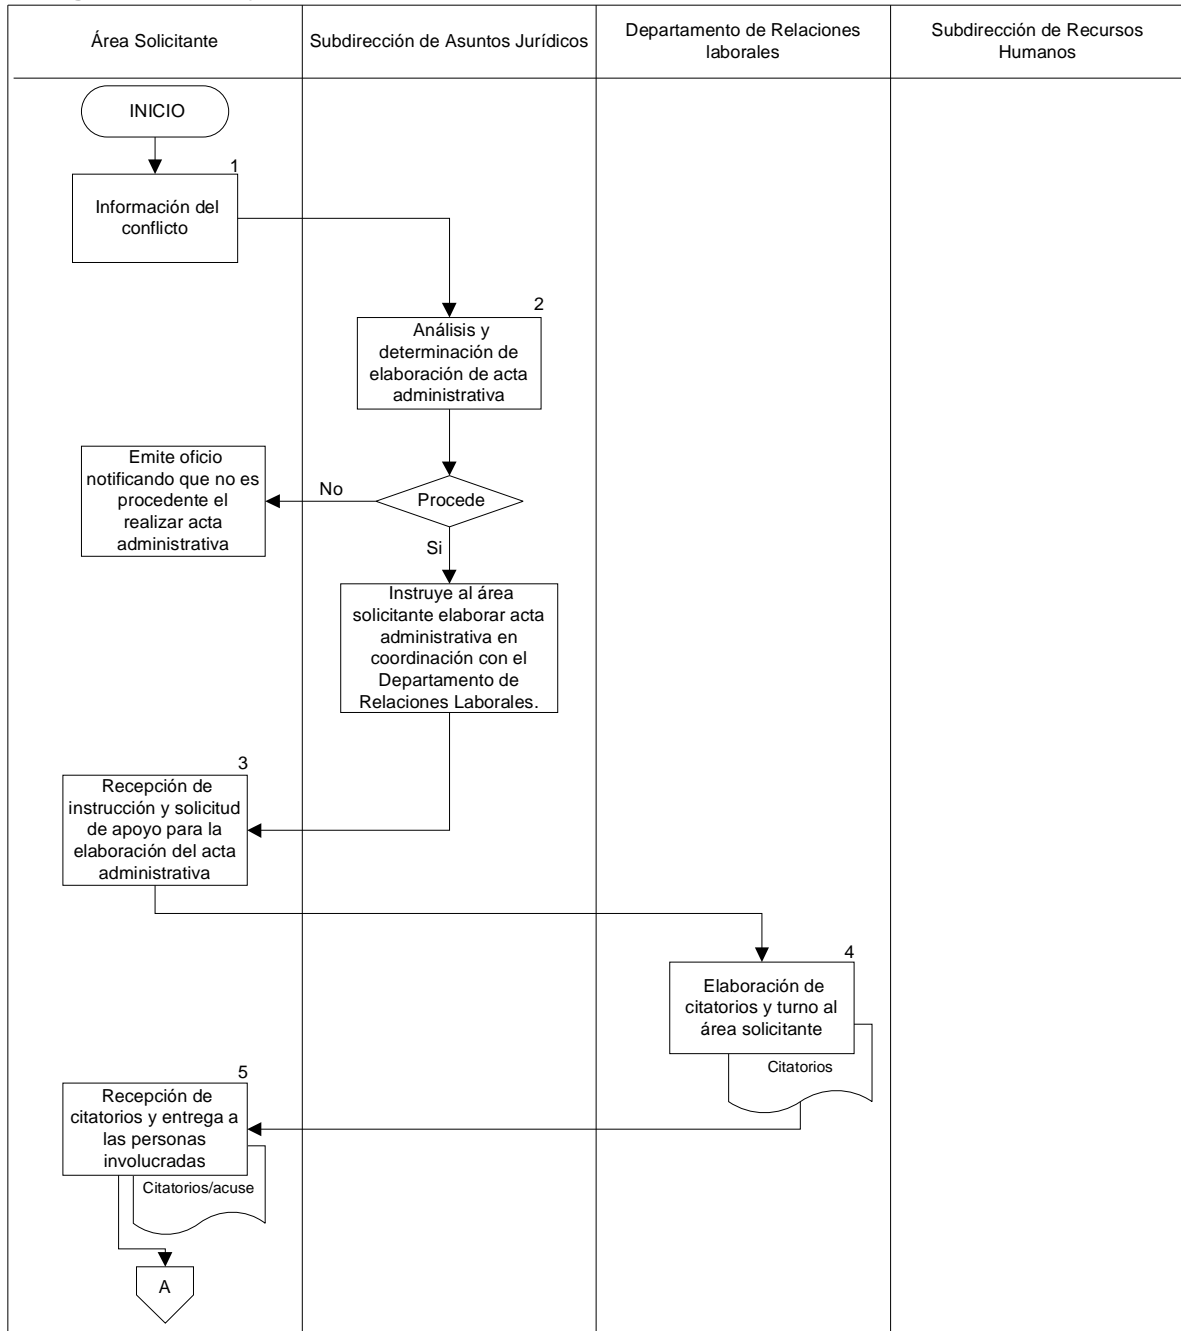 Área Solicitante
Subdirección de Asuntos Jurídicos
Departamento de Relaciones
laborales
Subdirección de Recursos
Humanos
INICIO
1
Información del
conflicto
2
Análisis y
determinación de
elaboración de acta
administrativa
Emite oficio
notificando que no es
procedente el
realizar acta
administrativa
No
Procede
Si
Instruye al área
solicitante elaborar acta
administrativa en
coordinación con el
Departamento de
Relaciones Laborales.
3
Recepción de
instrucción y solicitud
de apoyo para la
elaboración del acta
administrativa
4
Elaboración de
citatorios y turno al
área solicitante
Citatorios
5
Recepción de
citatorios y entrega a
las personas
involucradas
Citatorios/acuse
A